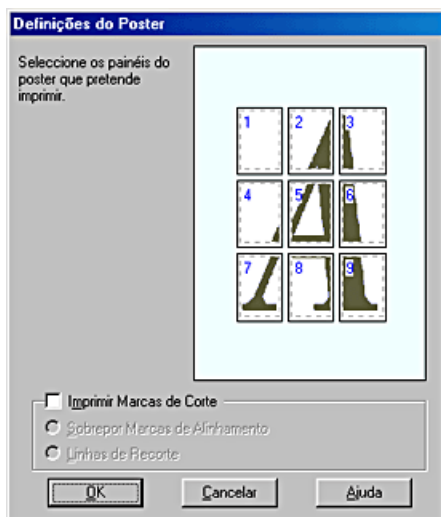 Definições do Poster
Seleccione os painéis do
poster que pretende
imprimir.
1 2 3
4 5 6
7 8 9
Imprimir Marcas de Corte
Sobrepor Marcas de Alinhamento
Linhas de Recorte
OK Cancelar Ajuda